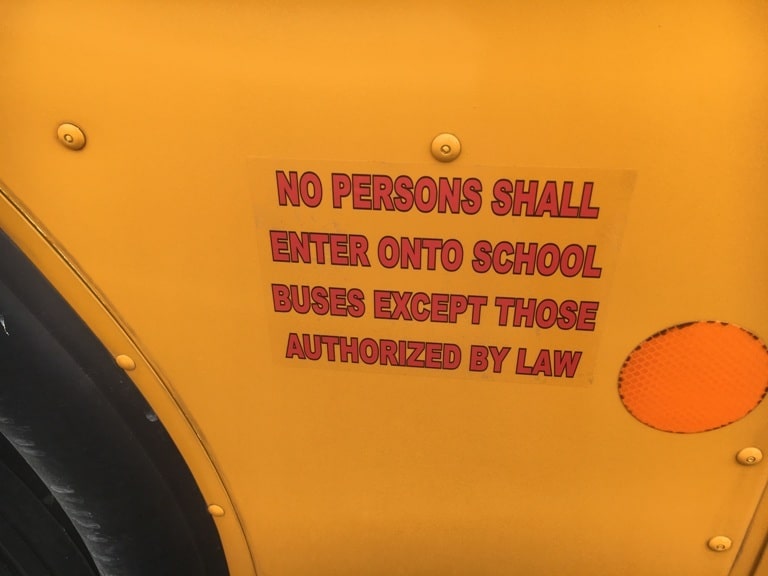 NO PERSONS SHALL
ENTER ONTO SCHOOL
BUSES EXCEPT THOSE
AUTHORIZED BY LAW